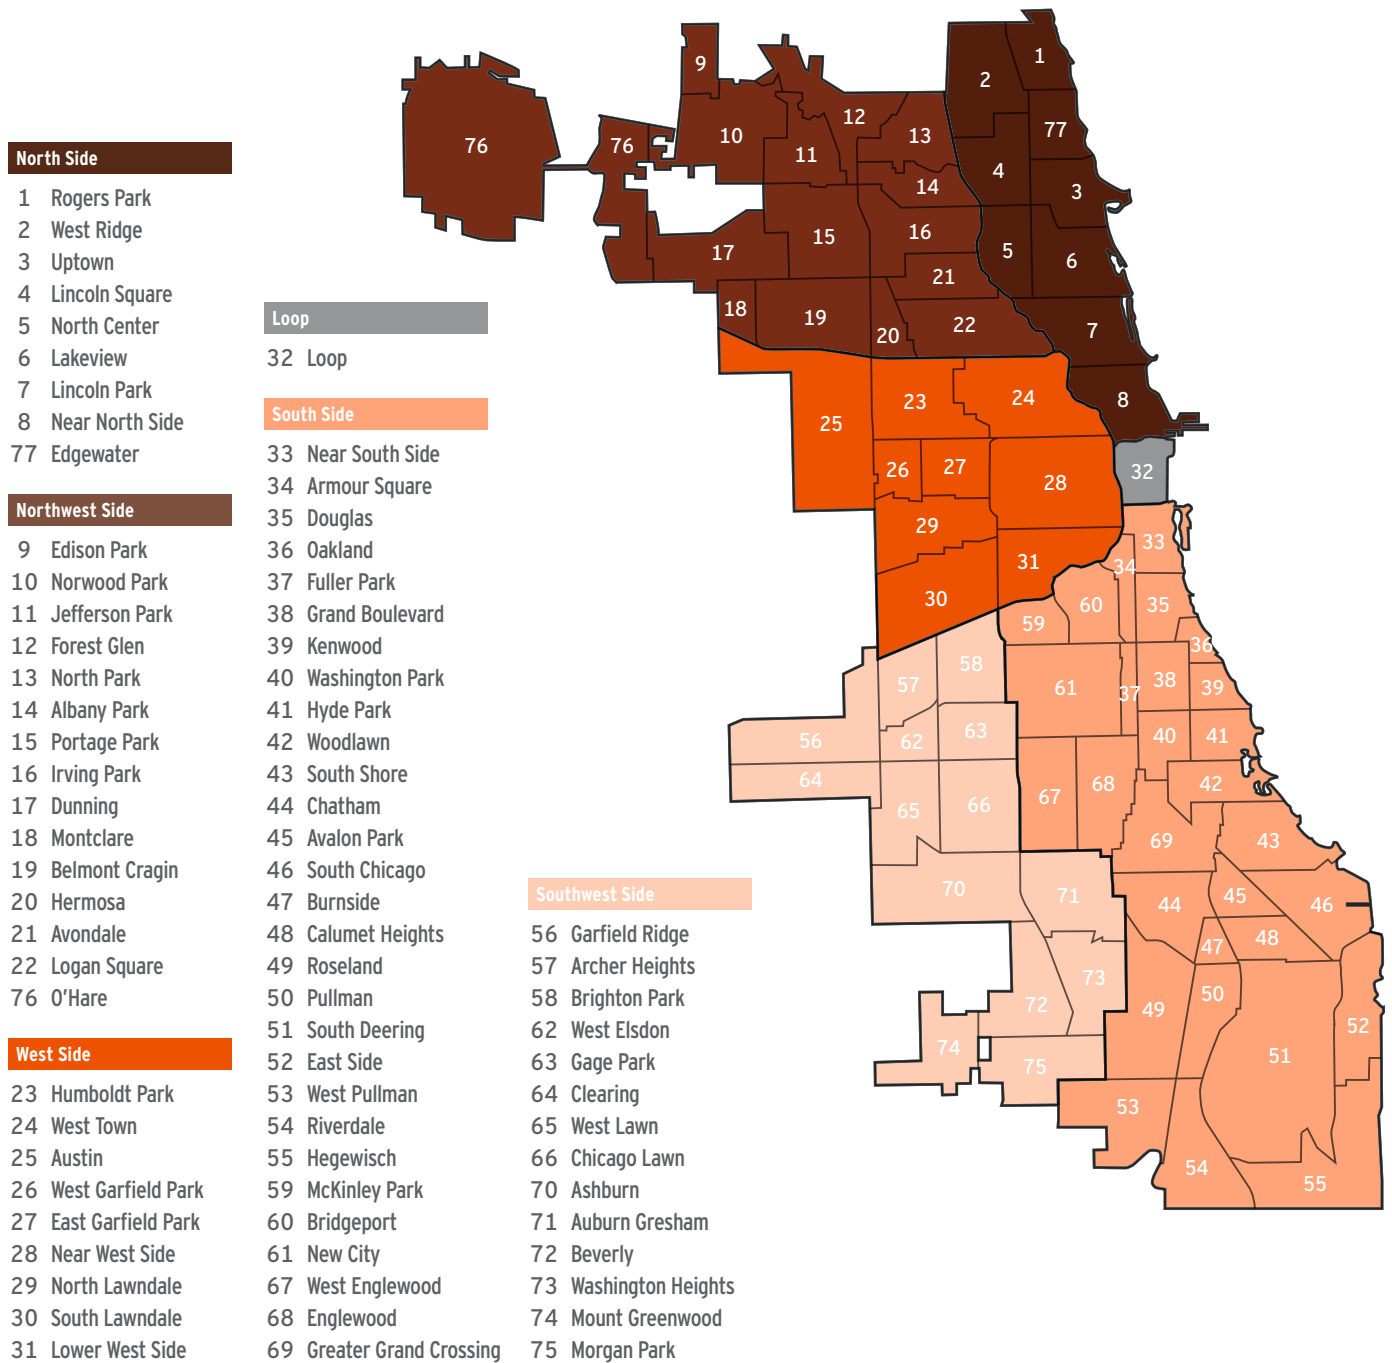 North Side
1 Rogers Park
2 West Ridge
3 Uptown
4 Lincoln Square
5 North Center
6 Lakeview
7 Lincoln Park
8 Near North Side
77 Edgewater
Northwest Side
9 Edison Park
10 Norwood Park
11 Jefferson Park
12 Forest Glen
13 North Park
14 Albany Park
15 Portage Park
16 Irving Park
17 Dunning
18 Montclare
19 Belmont Cragin
20 Hermosa
21 Avondale
22 Logan Square
76 O'Hare
West Side
23 Humboldt Park
24 West Town
25 Austin
26 West Garfield Park
27 East Garfield Park
28 Near West Side
29 North Lawndale
30 South Lawndale
31 Lower West Side
Loop
32 Loop
South Side
33 Near South Side
34 Armour Square
35 Douglas
36 Oakland
37 Fuller Park
38 Grand Boulevard
39 Kenwood
40 Washington Park
41 Hyde Park
42 Woodlawn
43 South Shore
44 Chatham
45 Avalon Park
46 South Chicago
47 Burnside
48 Calumet Heights
49 Roseland
50 Pullman
51 South Deering
52 East Side
53 West Pullman
54 Riverdale
55 Hegewisch
59 McKinley Park
60 Bridgeport
61 New City
67 West Englewood
68 Englewood
69 Greater Grand Crossing
Southwest Side
56 Garfield Ridge
57 Archer Heights
58 Brighton Park
62 West Elsdon
63 Gage Park
64 Clearing
65 West Lawn
66 Chicago Lawn
70 Ashburn
71 Auburn Gresham
72 Beverly
73 Washington Heights
74 Mount Greenwood
75 Morgan Park
1
9
2
12
77
10
13
76
76
11
4
14
3
16
15
5
17
6
21
18
19
22
7
20
24
8
23
25
27
26
32
28
29
33
31
34
30
35
60
59
36
58
38
57
61
39
37
63
40
41
56
62
64
68
42
67
66
65
69
43
70
71
45
44
46
48
47
73
50
72
49
52
74
51
75
53
54
55